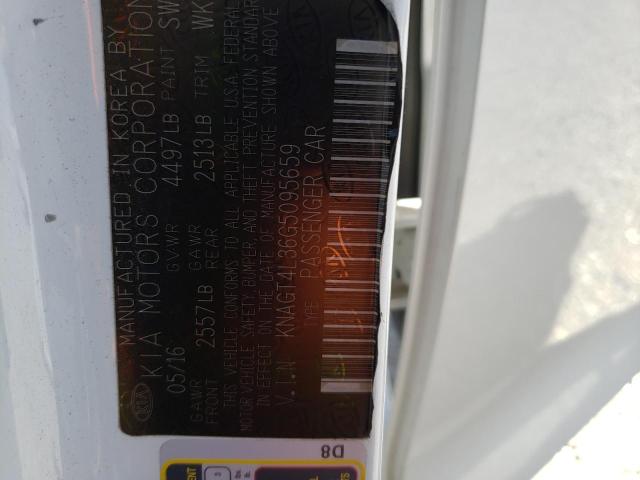 MANUFACTURED IN KOREA BY
KIA MOTORS CORPORATION
05/16 GVWR 4497LB PAINT SW
GAWR FRONT 2557LB GAWR REAR 2513LB TRIM WK
THIS VEHICLE CONFORMS TO ALL APPLICABLE U.S.A. FEDERAL
MOTOR VEHICLE SAFETY, BUMPER, AND THEFT PREVENTION STANDAR
IN EFFECT ON THE DATE OF MANUFACTURE SHOWN ABOVE
V.I.N KNAGT4L36G5095659
TYPE PASSENGER CAR
KIA
D8